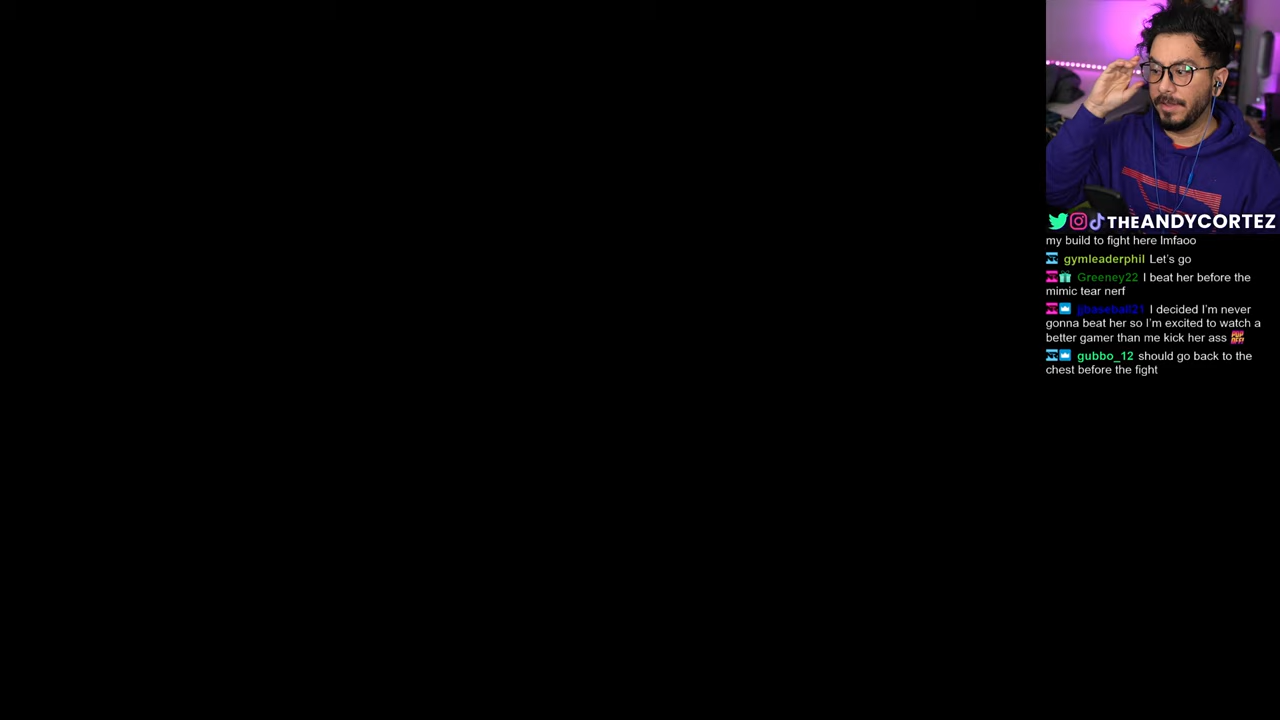 THEANDYCORTEZ
my build to fight here lmfaoo
gymleaderphil Let's go
Greeney22 I beat her before the
mimic tear nerf
jjbaseball21 I decided I'm never
gonna beat her so I'm excited to watch a
better gamer than me kick her ass
gubbo_12 should go back to the
chest before the fight